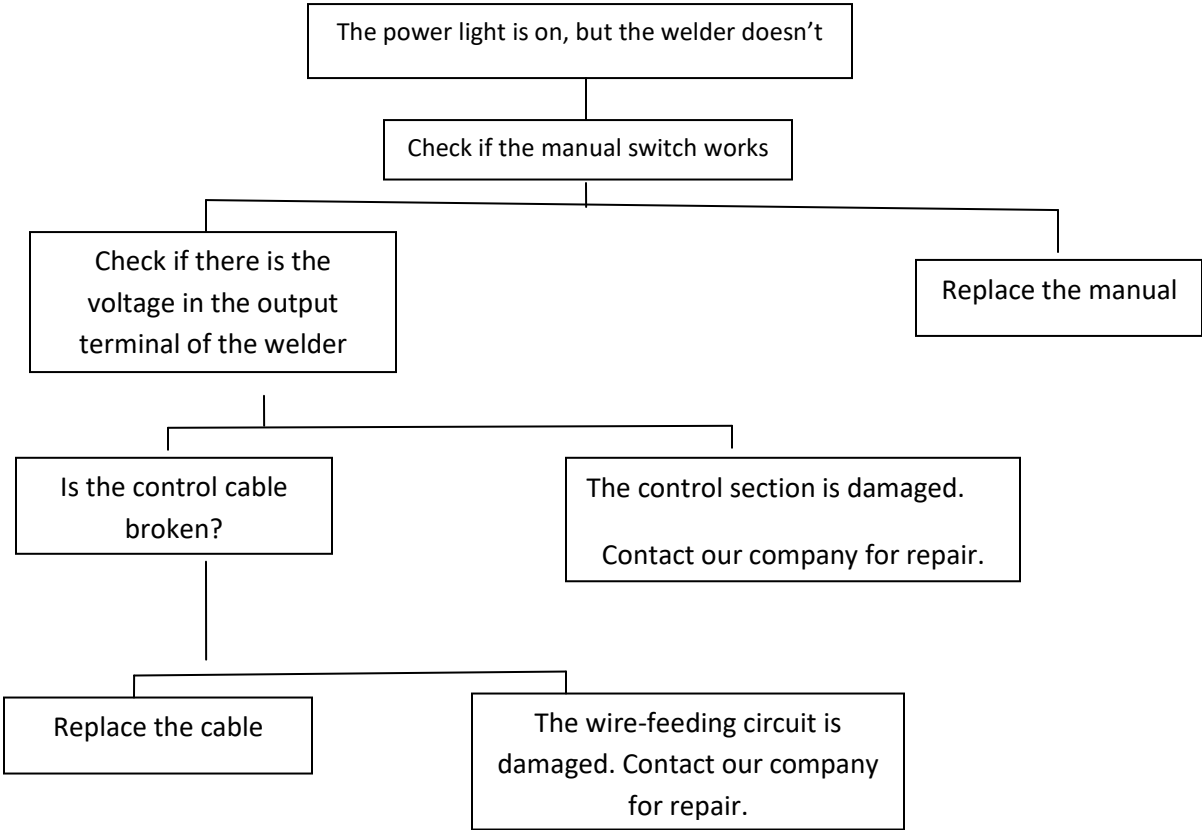 The power light is on, but the welder doesn’t
Check if the manual switch works
Check if there is the
voltage in the output
terminal of the welder
Replace the manual
Is the control cable
broken?
The control section is damaged.
Contact our company for repair.
Replace the cable
The wire-feeding circuit is
damaged. Contact our company
for repair.